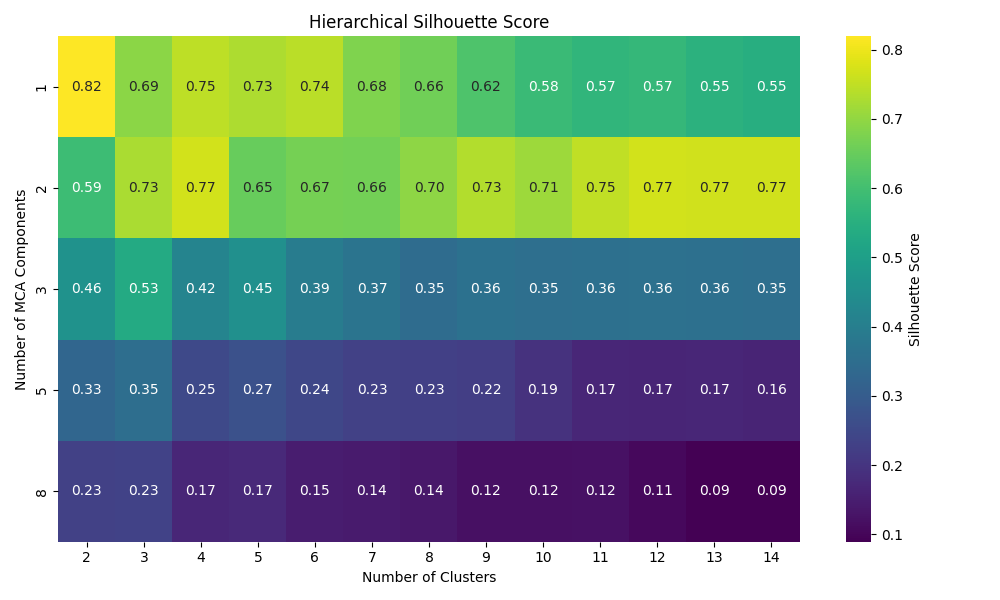 Hierarchical Silhouette Score
Number of MCA Components
1 0.82 0.69 0.75 0.73 0.74 0.68 0.66 0.62 0.58 0.57 0.57 0.55 0.55
2 0.59 0.73 0.77 0.65 0.67 0.66 0.70 0.73 0.71 0.75 0.77 0.77 0.77
3 0.46 0.53 0.42 0.45 0.39 0.37 0.35 0.36 0.35 0.36 0.36 0.36 0.35
5 0.33 0.35 0.25 0.27 0.24 0.23 0.23 0.22 0.19 0.17 0.17 0.17 0.16
8 0.23 0.23 0.17 0.17 0.15 0.14 0.14 0.12 0.12 0.12 0.11 0.09 0.09
2 3 4 5 6 7 8 9 10 11 12 13 14
Number of Clusters
0.8
0.7
0.6
0.5
0.4
0.3
0.2
0.1
Silhouette Score